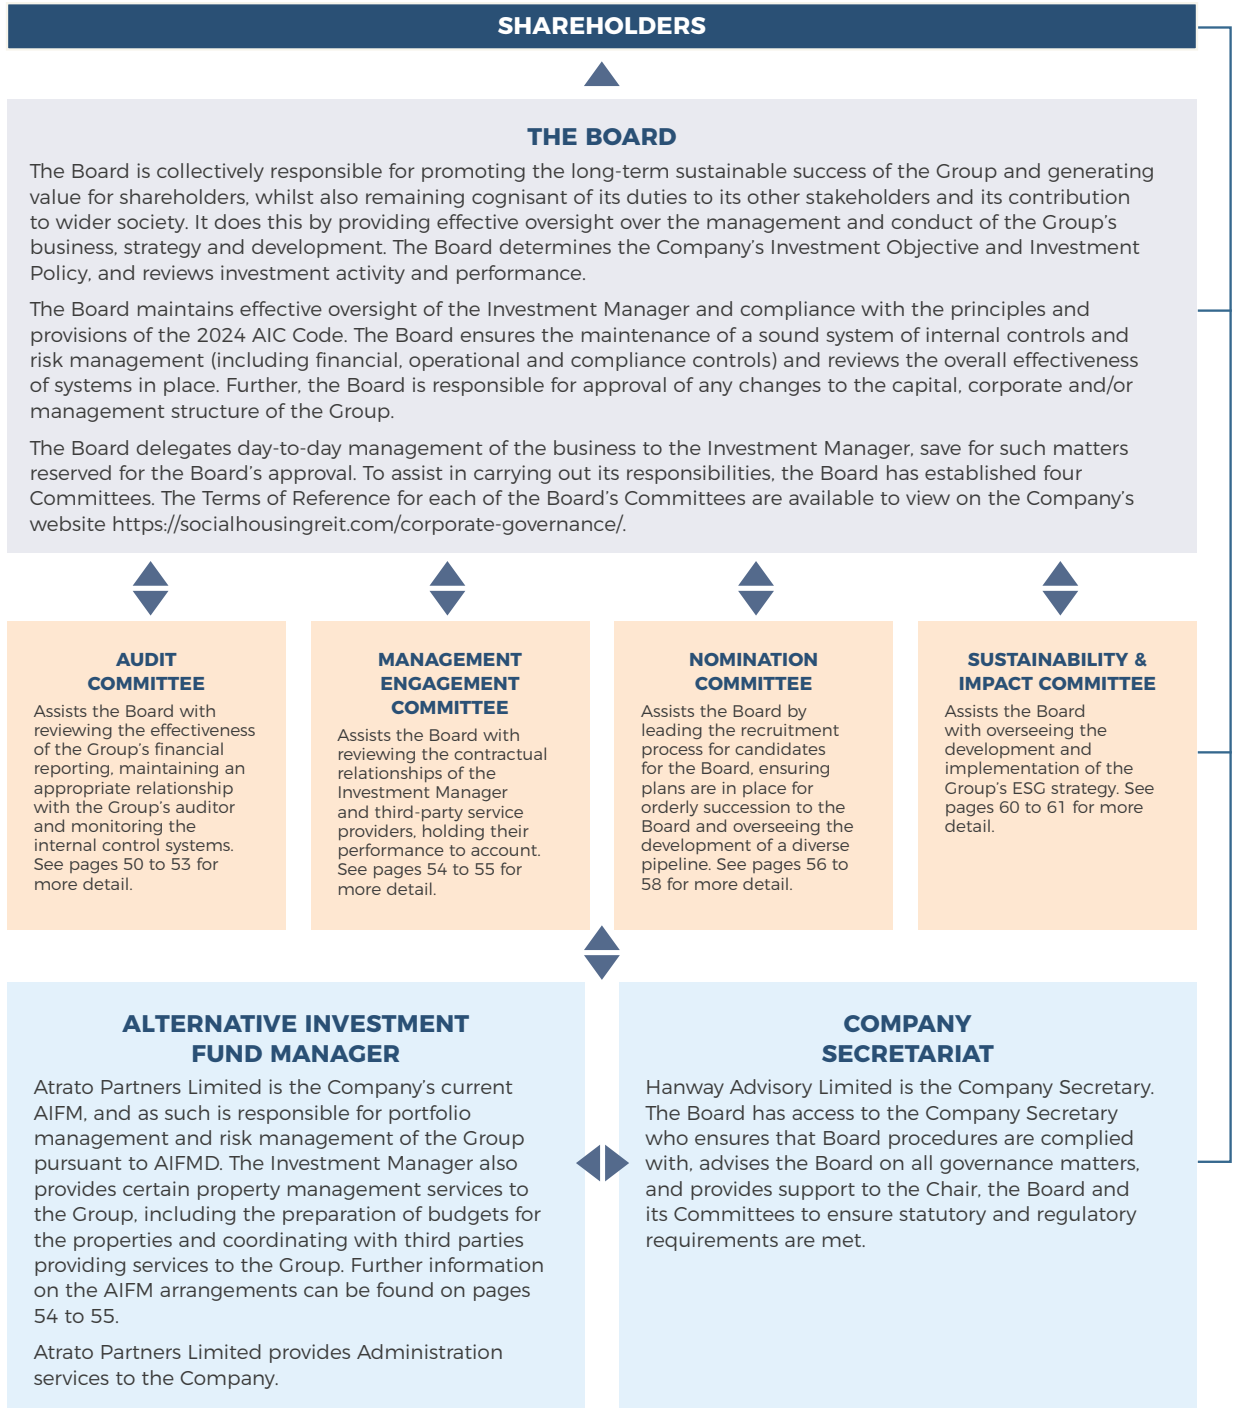 SHAREHOLDERS
THE BOARD
The Board is collectively responsible for promoting the long-term sustainable success of the Group and generating
value for shareholders, whilst also remaining cognisant of its duties to its other stakeholders and its contribution
to wider society. It does this by providing effective oversight over the management and conduct of the Group's
business, strategy and development. The Board determines the Company's Investment Objective and Investment
Policy, and reviews investment activity and performance.
The Board maintains effective oversight of the Investment Manager and compliance with the principles and
provisions of the 2024 AIC Code. The Board ensures the maintenance of a sound system of internal controls and
risk management (including financial, operational and compliance controls) and reviews the overall effectiveness
of systems in place. Further, the Board is responsible for approval of any changes to the capital, corporate and/or
management structure of the Group.
The Board delegates day-to-day management of the business to the Investment Manager, save for such matters
reserved for the Board's approval. To assist in carrying out its responsibilities, the Board has established four
Committees. The Terms of Reference for each of the Board's Committees are available to view on the Company's
website https://socialhousingreit.com/corporate-governance/.
AUDIT
COMMITTEE
Assists the Board with
reviewing the effectiveness
of the Group's financial
reporting, maintaining an
appropriate relationship
with the Group's auditor
and monitoring the
internal control systems.
See pages 50 to 53 for
more detail.
MANAGEMENT
ENGAGEMENT
COMMITTEE
Assists the Board with
reviewing the contractual
relationships of the
Investment Manager
and third-party service
providers, holding their
performance to account.
See pages 54 to 55 for
more detail.
NOMINATION
COMMITTEE
Assists the Board by
leading the recruitment
process for candidates
for the Board, ensuring
plans are in place for
orderly succession to the
Board and overseeing the
development of a diverse
pipeline. See pages 56 to
58 for more detail.
SUSTAINABILITY &
IMPACT COMMITTEE
Assists the Board
with overseeing the
development and
implementation of the
Group's ESG strategy. See
pages 60 to 61 for more
detail.
ALTERNATIVE INVESTMENT
FUND MANAGER
Atrato Partners Limited is the Company's current
AIFM, and as such is responsible for portfolio
management and risk management of the Group
pursuant to AIFMD. The Investment Manager also
provides certain property management services to
the Group, including the preparation of budgets for
the properties and coordinating with third parties
providing services to the Group. Further information
on the AIFM arrangements can be found on pages
54 to 55.
Atrato Partners Limited provides Administration
services to the Company.
COMPANY
SECRETARIAT
Hanway Advisory Limited is the Company Secretary.
The Board has access to the Company Secretary
who ensures that Board procedures are complied
with, advises the Board on all governance matters,
and provides support to the Chair, the Board and
its Committees to ensure statutory and regulatory
requirements are met.